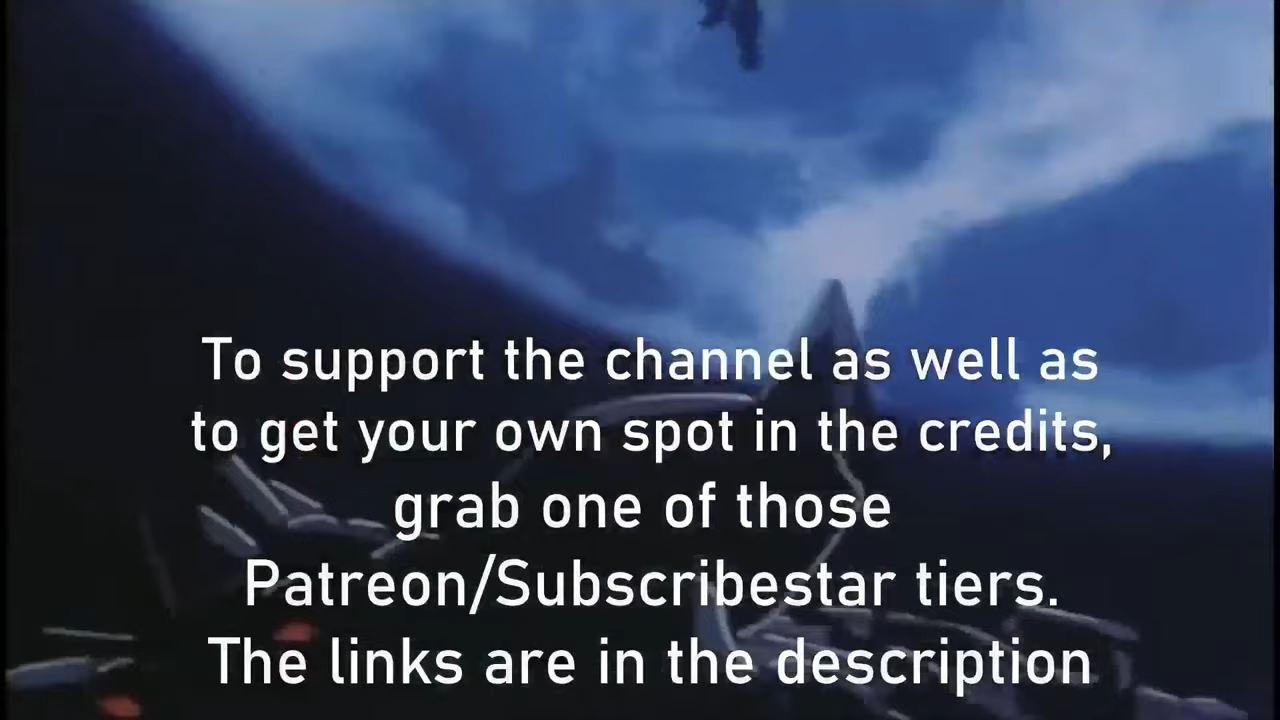 To support the channel as well as
to get your own spot in the credits,
grab one of those
Patreon/Subscribestar tiers.
The links are in the description